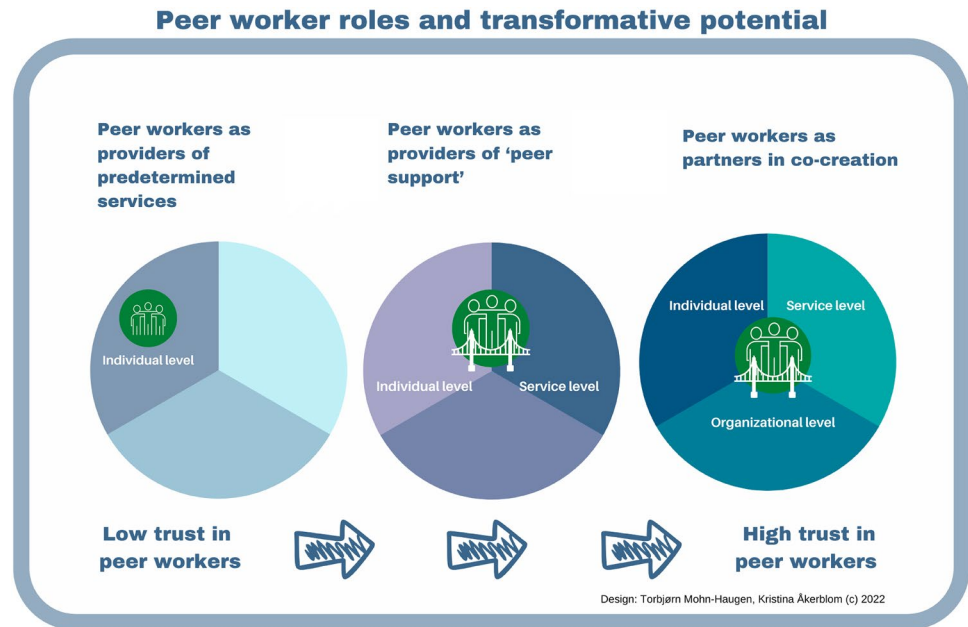 Peer worker roles and transformative potential
Peer workers as
providers of
predetermined
services
Peer workers as
providers of ‘peer
support’
Peer workers as
partners in co-creation
Individual level
Individual level
Service level
Individual level
Service level
Organizational level
Low trust in
peer workers
High trust in
peer workers
Design: Torbjørn Mohn-Haugen, Kristina Åkerblom (c) 2022